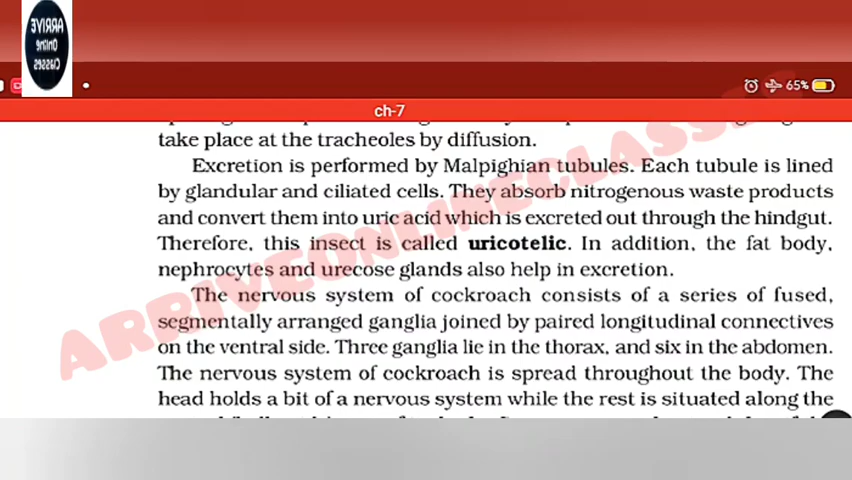 ARRIVE
Online
Classes
65%
ch-7
take place at the tracheoles by diffusion.
Excretion is performed by Malpighian tubules. Each tubule is lined
by glandular and ciliated cells. They absorb nitrogenous waste products
and convert them into uric acid which is excreted out through the hindgut.
Therefore, this insect is called uricotelic. In addition, the fat body,
nephrocytes and urecose glands also help in excretion.
The nervous system of cockroach consists of a series of fused,
segmentally arranged ganglia joined by paired longitudinal connectives
on the ventral side. Three ganglia lie in the thorax, and six in the abdomen.
The nervous system of cockroach is spread throughout the body. The
head holds a bit of a nervous system while the rest is situated along the
ARRIVEONLINECLASSES